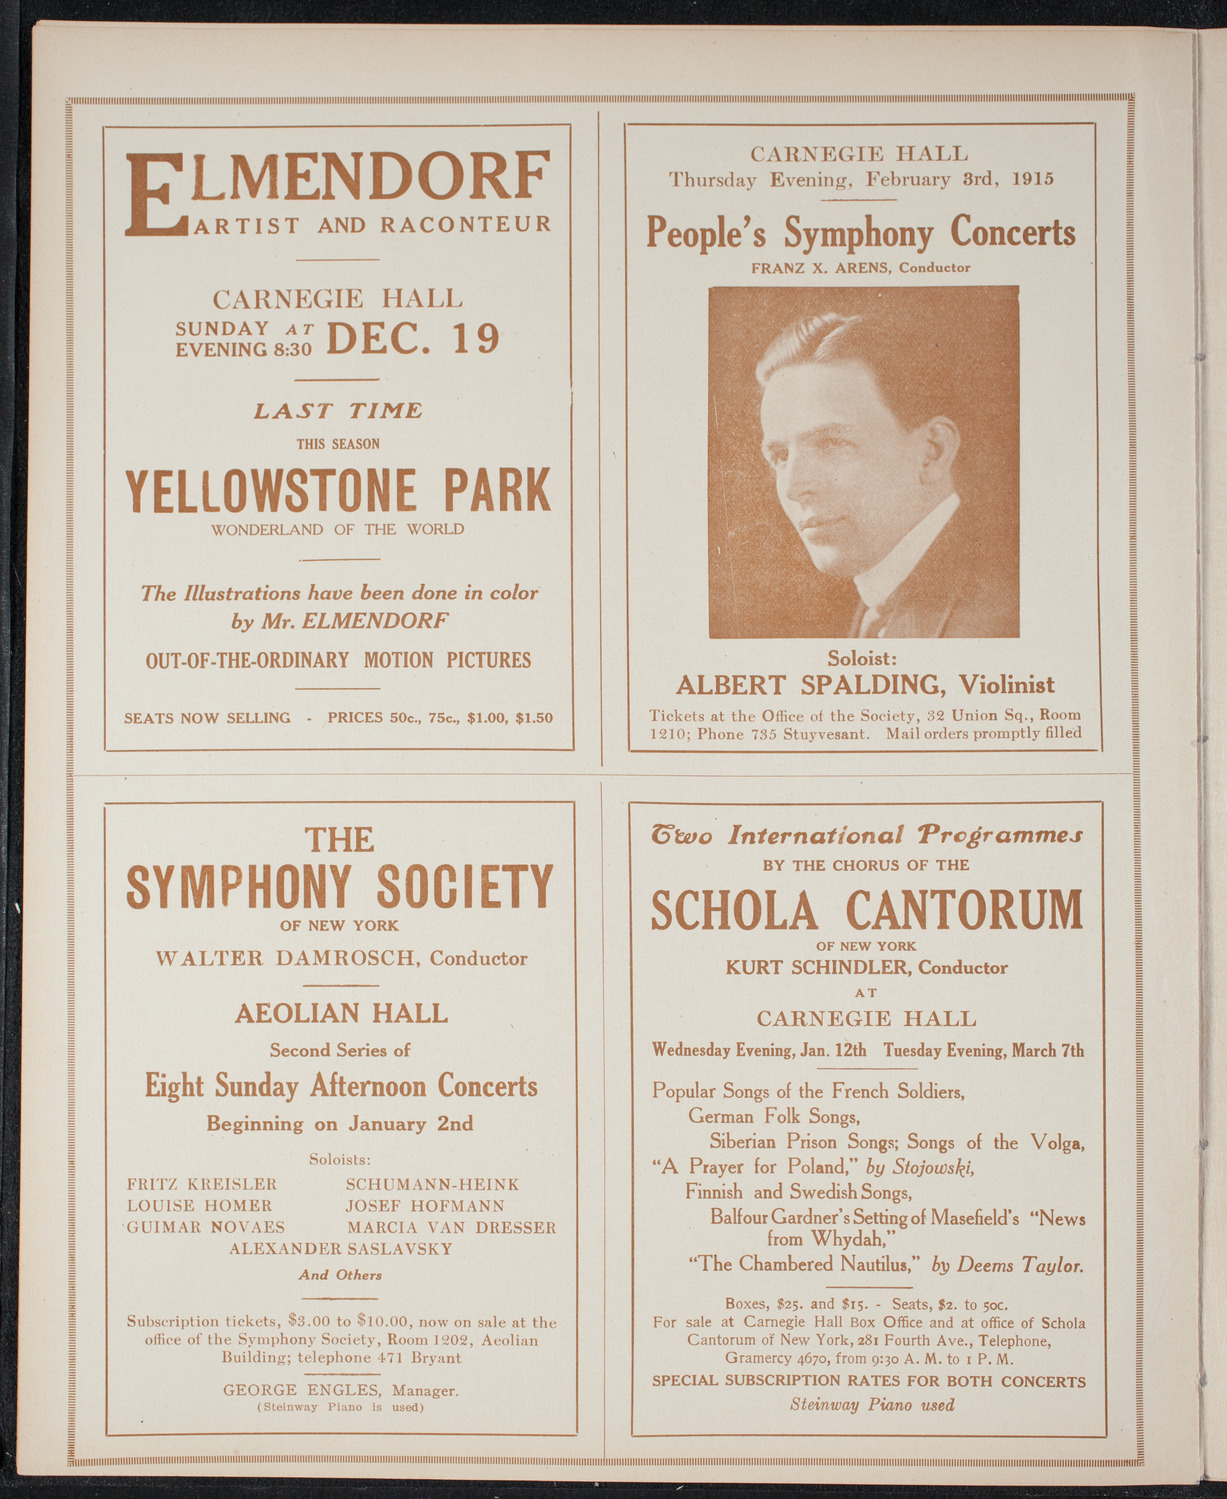 ELMENDORF
ARTIST AND RACONTEUR
CARNEGIE HALL
SUNDAY AT
EVENING 8:30 DEC. 19
LAST TIME
THIS SEASON
YELLOWSTONE PARK
WONDERLAND OF THE WORLD
The Illustrations have been done in color
by Mr. ELMENDORF
OUT-OF-THE-ORDINARY MOTION PICTURES
SEATS NOW SELLING - PRICES 50c., 75c., $1.00, $1.50
CARNEGIE HALL
Thursday Evening, February 3rd, 1915
People's Symphony Concerts
FRANZ X. ARENS, Conductor
Soloist:
ALBERT SPALDING, Violinist
Tickets at the Office of the Society, 32 Union Sq., Room
1210; Phone 735 Stuyvesant. Mail orders promptly filled
THE
SYMPHONY SOCIETY
OF NEW YORK
WALTER DAMROSCH, Conductor
AEOLIAN HALL
Second Series of
Eight Sunday Afternoon Concerts
Beginning on January 2nd
Soloists:
FRITZ KREISLER SCHUMANN-HEINK
LOUISE HOMER JOSEF HOFMANN
GUIMAR NOVAES MARCIA VAN DRESSER
ALEXANDER SASLAVSKY
And Others
Subscription tickets, $3.00 to $10.00, now on sale at the
office of the Symphony Society, Room 1202, Aeolian
Building; telephone 471 Bryant
GEORGE ENGLES, Manager.
(Steinway Piano is used)
Two International Programmes
BY THE CHORUS OF THE
SCHOLA CANTORUM
OF NEW YORK
KURT SCHINDLER, Conductor
AT
CARNEGIE HALL
Wednesday Evening, Jan. 12th Tuesday Evening, March 7th
Popular Songs of the French Soldiers,
German Folk Songs,
Siberian Prison Songs; Songs of the Volga,
"A Prayer for Poland," by Stojowski,
Finnish and Swedish Songs,
Balfour Gardner's Setting of Masefield's "News
from Whydah,"
"The Chambered Nautilus," by Deems Taylor.
Boxes, $25. and $15. - Seats, $2. to 50c.
For sale at Carnegie Hall Box Office and at office of Schola
Cantorum of New York, 281 Fourth Ave., Telephone,
Gramercy 4670, from 9:30 A. M. to 1 P. M.
SPECIAL SUBSCRIPTION RATES FOR BOTH CONCERTS
Steinway Piano used